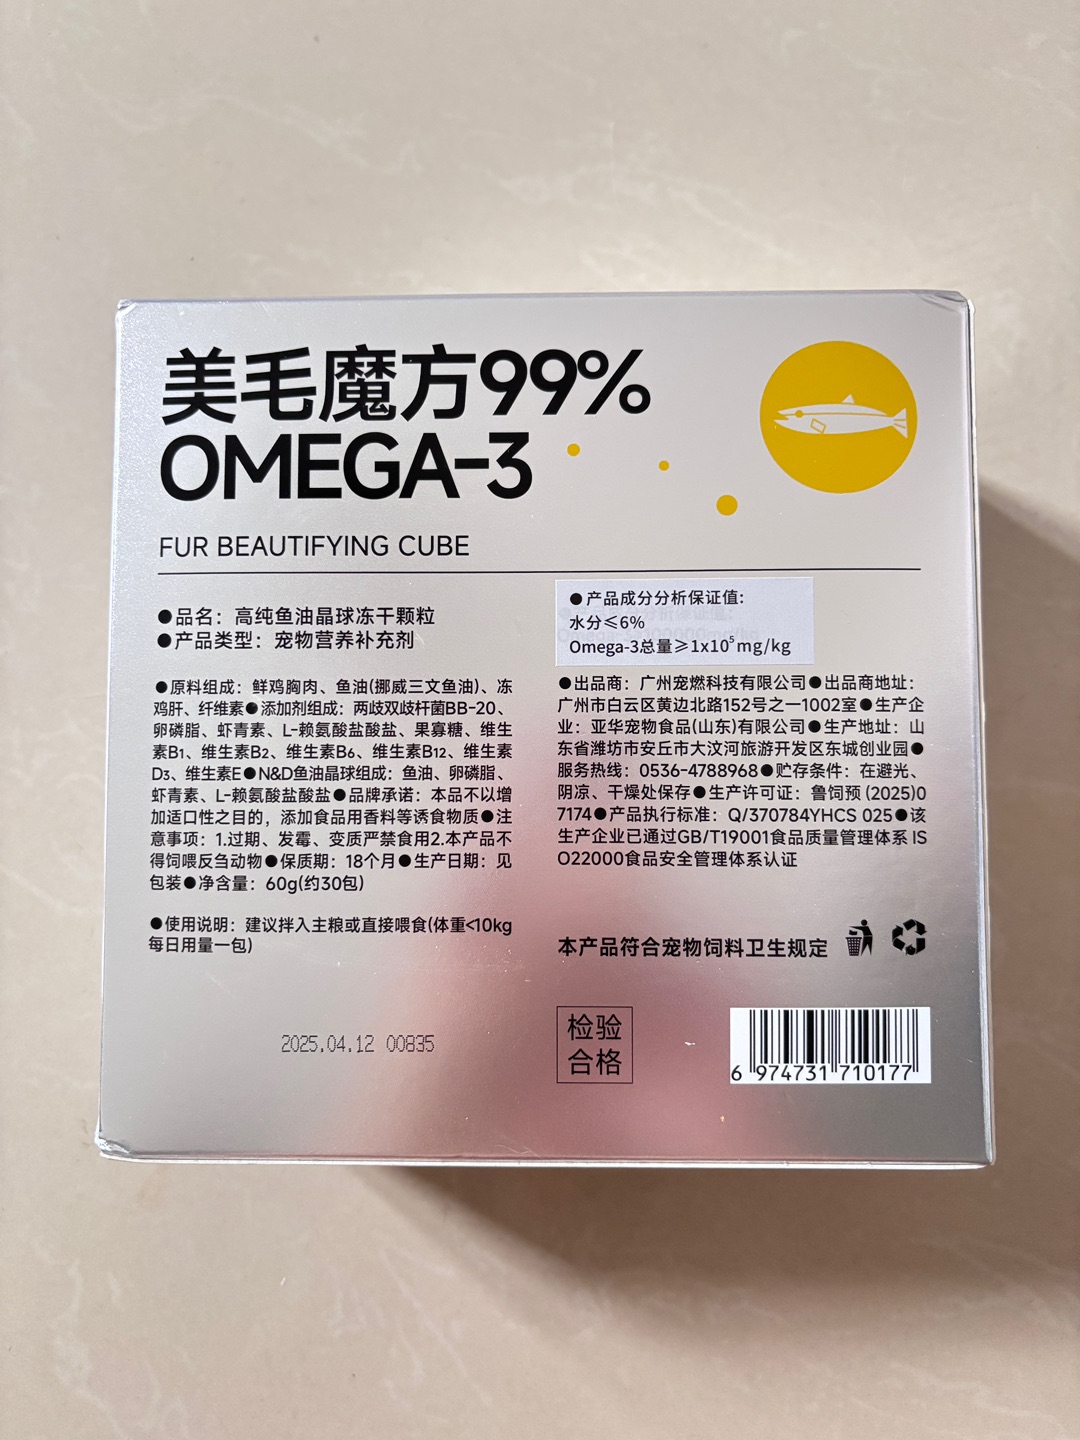 美毛魔方99%
OMEGA-3
FUR BEAUTIFYING CUBE
●品名：高纯鱼油晶球冻干颗粒
●产品类型：宠物营养补充剂
●原料组成：鲜鸡胸肉、鱼油(挪威三文鱼油)、冻
鸡肝、纤维素●添加剂组成：两歧双歧杆菌BB-20、
卵磷脂、虾青素、L-赖氨酸盐酸盐、果寡糖、维生
素B1、维生素B2、维生素B6、维生素B12、维生素
D3、维生素E●N&D鱼油晶球组成：鱼油、卵磷脂、
虾青素、L-赖氨酸盐酸盐●品牌承诺：本品不以增
加适口性之目的，添加食品用香料等诱食物质●注
意事项：1.过期、发霉、变质严禁食用2.本产品不
得饲喂反刍动物●保质期：18个月●生产日期：见
包装●净含量：60g(约30包)
●使用说明：建议拌入主粮或直接喂食(体重<10kg
每日用量一包)
2025.04.12 00835
●产品成分分析保证值：
水分≤6%
Omega-3总量≥1x10⁵mg/kg
●出品商：广州宠燃科技有限公司●出品商地址：
广州市白云区黄边北路152号之一1002室●生产企
业：亚华宠物食品(山东)有限公司●生产地址：山
东省潍坊市安丘市大汶河旅游开发区东城创业园●
服务热线：0536-4788968●贮存条件：在避光、
阴凉、干燥处保存●生产许可证：鲁饲预 (2025)0
7174●产品执行标准：Q/370784YHCS 025●该
生产企业已通过GB/T19001食品质量管理体系 IS
O22000食品安全管理体系认证
本产品符合宠物饲料卫生规定
检验
合格
6 974731 710177